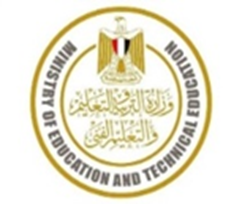 وزارة التربية والتعليم
والتعليم الفني
MINISTRY OF EDUCATION AND TECHNICAL EDUCATION